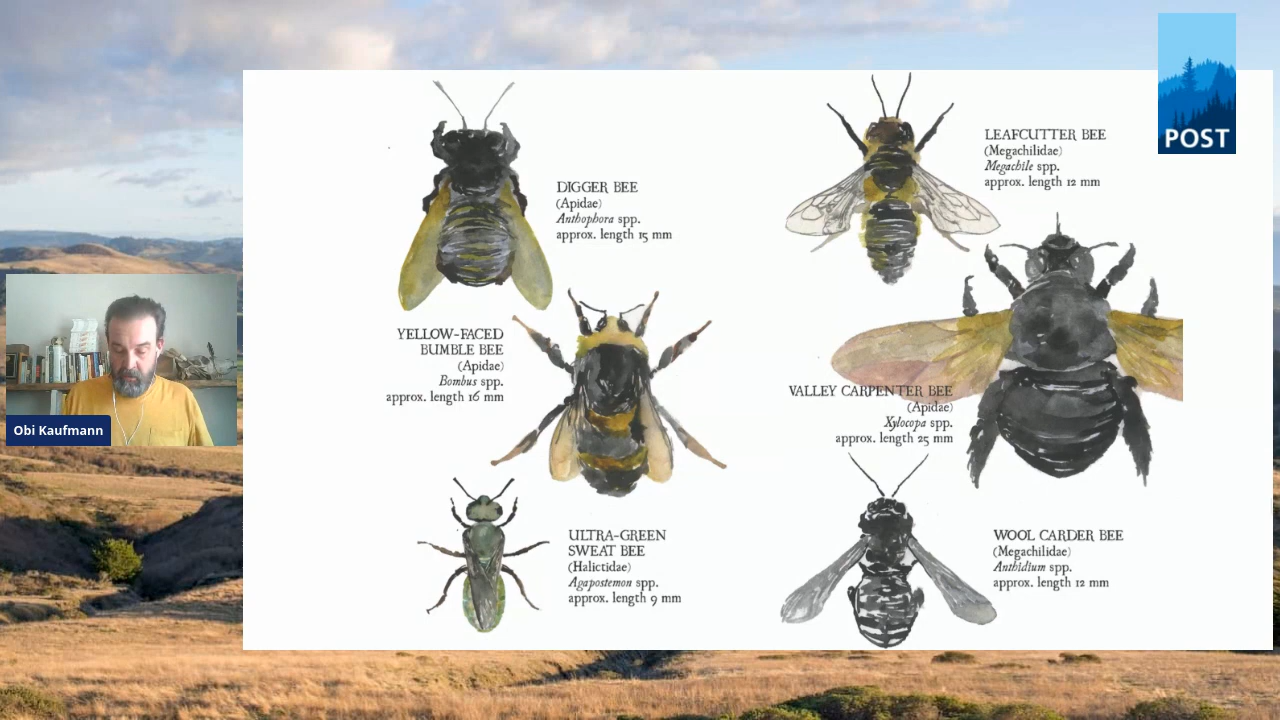 POST
DIGGER BEE
(Apidae)
Anthophora spp.
approx. length 15 mm
LEAFCUTTER BEE
(Megachilidae)
Megachile spp.
approx. length 12 mm
YELLOW-FACED
BUMBLE BEE
(Apidae)
Bombus spp.
approx. length 16 mm
VALLEY CARPENTER BEE
(Apidae)
Xylocopa spp.
approx. length 25 mm
ULTRA-GREEN
SWEAT BEE
(Halictidae)
Agapostemon spp.
approx. length 9 mm
WOOL CARDER BEE
(Megachilidae)
Anthidium spp.
approx. length 12 mm
Obi Kaufmann